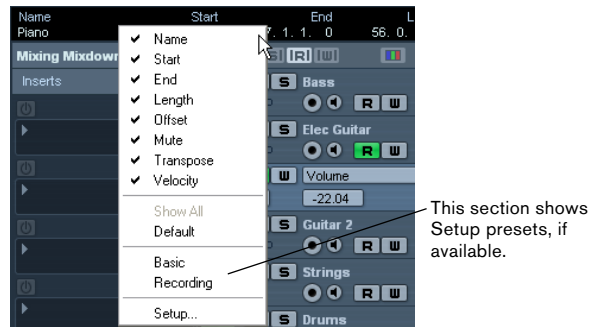 Name Start End L
Piano 7. 1. 1. 0 56. 0.
Name
Mixing Mixdown S R W
Start
Inserts End S Bass
Length R W
Offset S Elec Guitar
Mute R W
Transpose W Volume
Velocity -22.04
Show All S Guitar 2
Default R W
Basic S Strings
Recording R W
Setup... S Drums
This section shows
Setup presets, if
available.